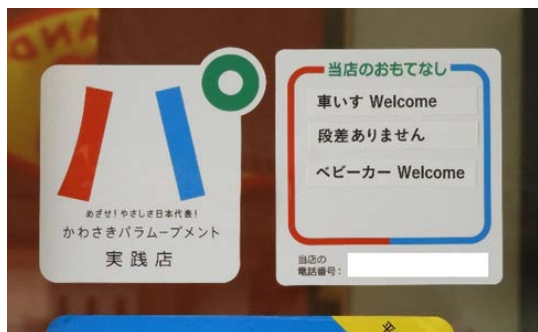 パ
めざせ!やさしさ日本代表!
かわさきパラムーブメント
実践店
当店のおもてなし
車いす Welcome
段差ありません
ベビーカー Welcome
当店の
電話番号: